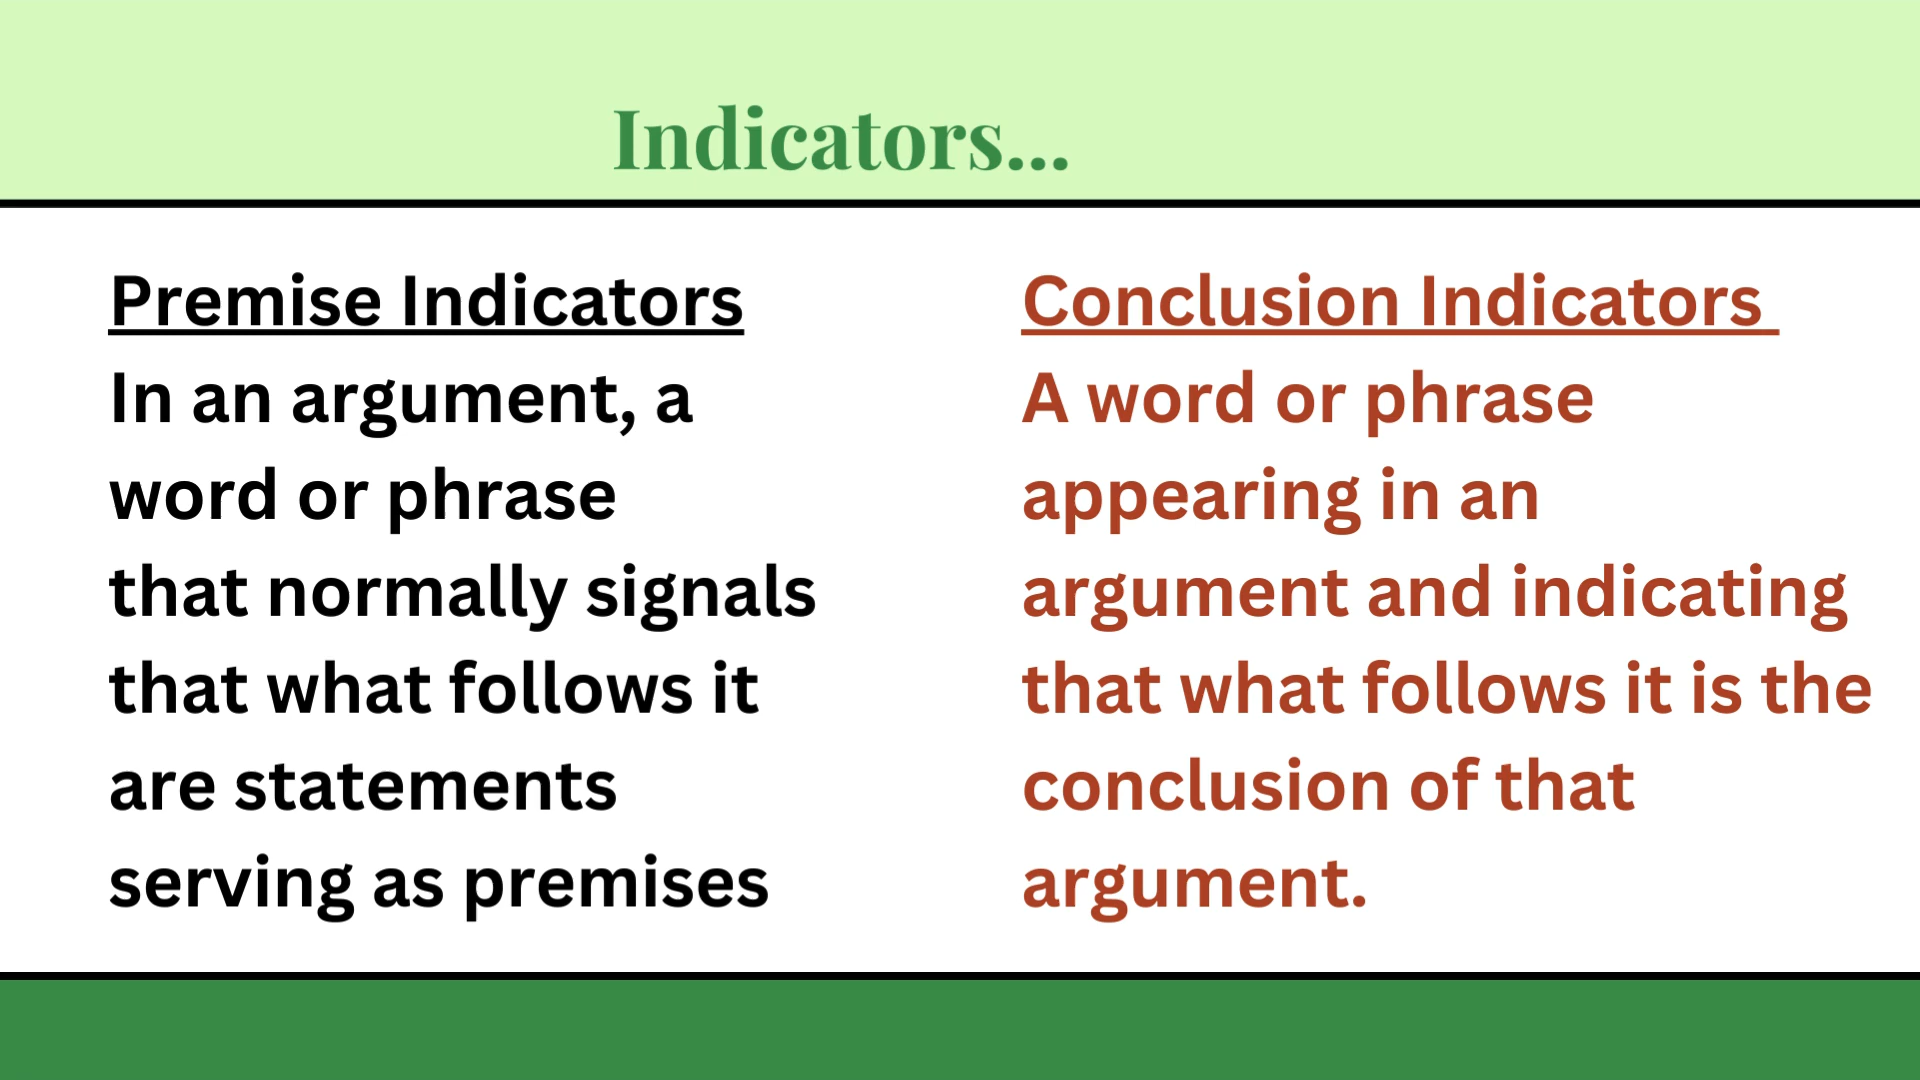 Indicators...
Premise Indicators
In an argument, a
word or phrase
that normally signals
that what follows it
are statements
serving as premises
Conclusion Indicators
A word or phrase
appearing in an
argument and indicating
that what follows it is the
conclusion of that
argument.